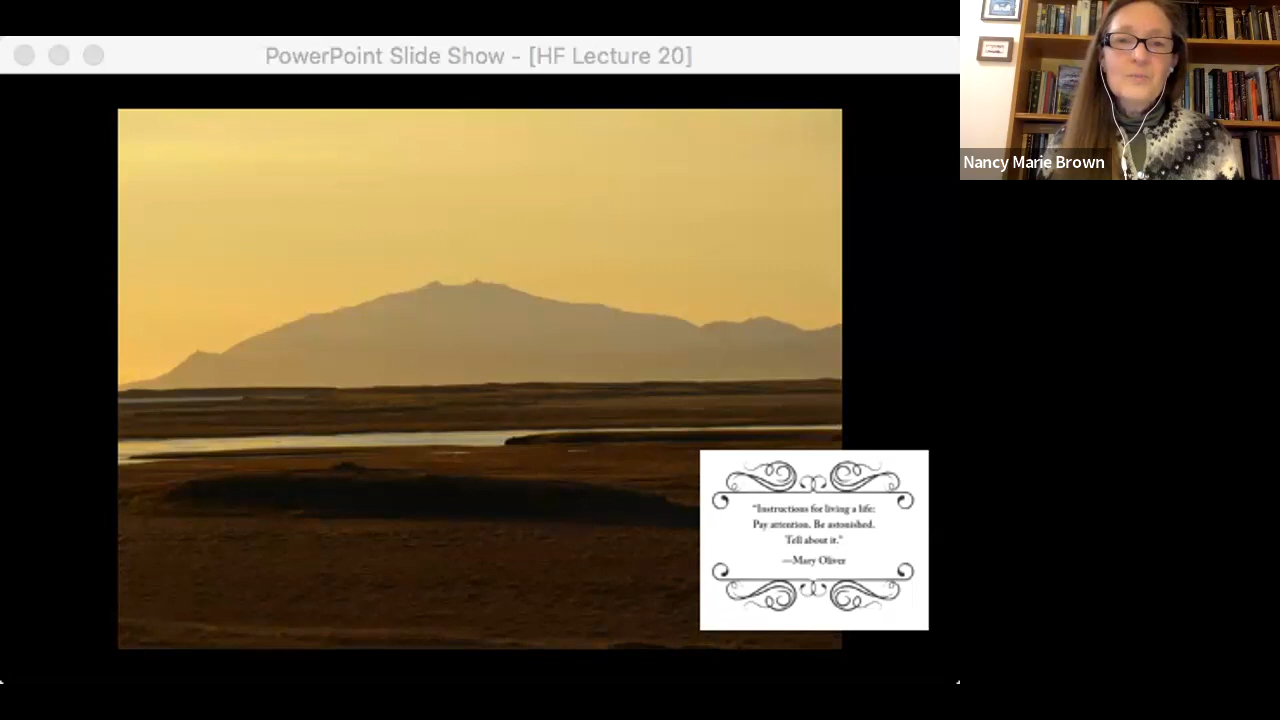 PowerPoint Slide Show - [HF Lecture 20]
Nancy Marie Brown
“Instructions for living a life:
Pay attention. Be astonished.
Tell about it.”
—Mary Oliver